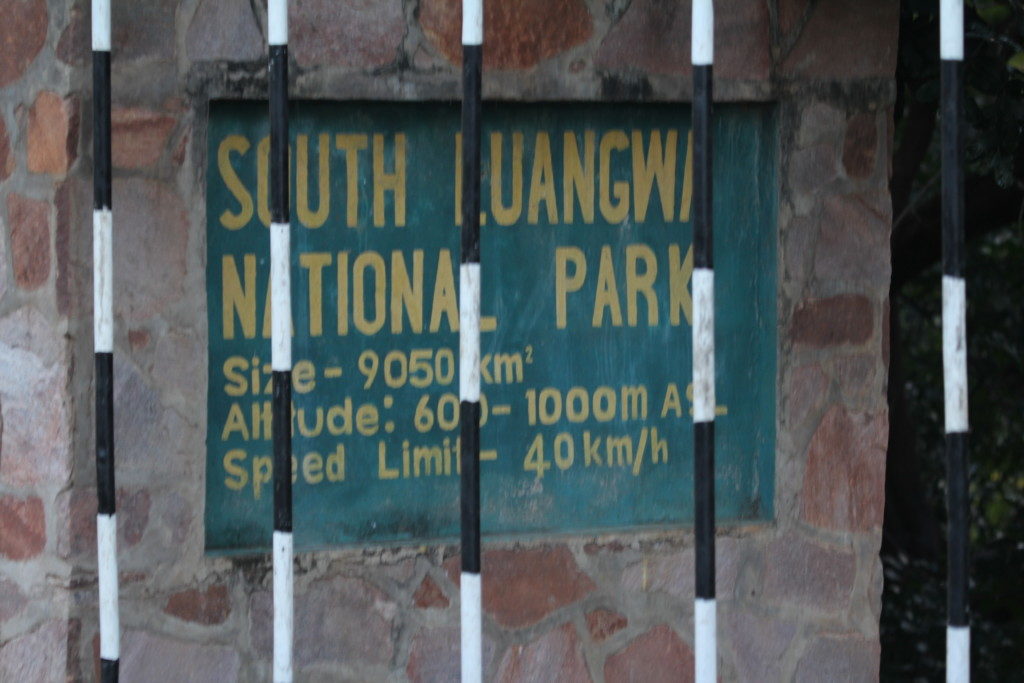 SOUTH LUANGWA
NATIONAL PARK
Size - 9050 km²
Altitude: 600 - 1000m ASL
Speed Limit - 40km/h